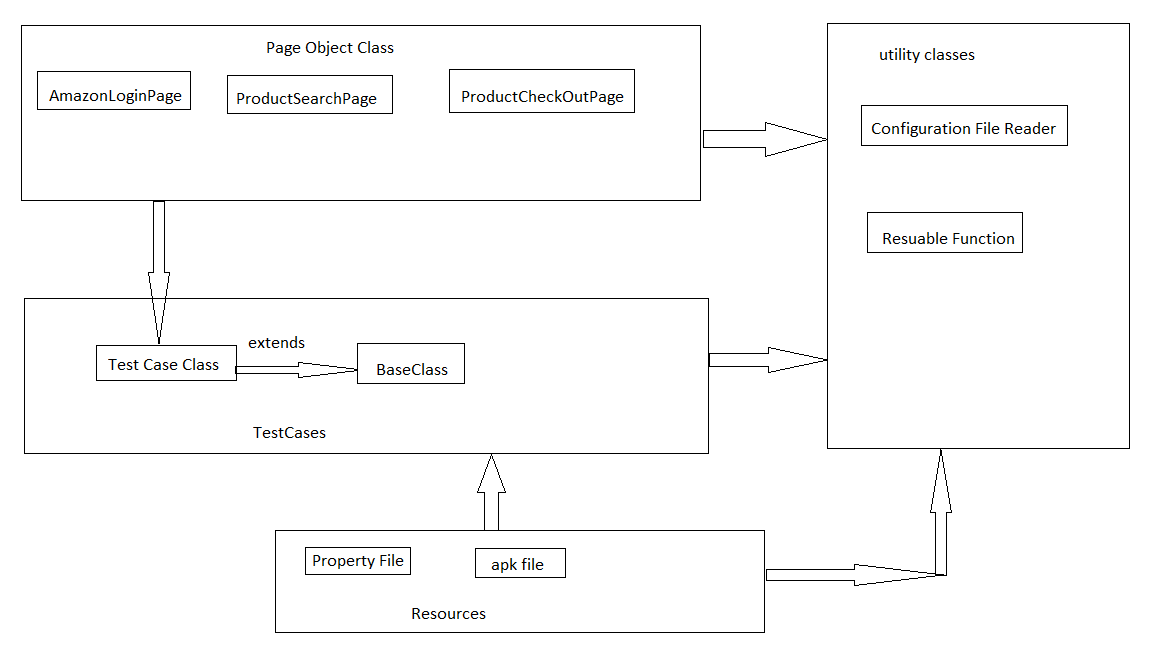 Page Object Class
utility classes
AmazonLoginPage
ProductSearchPage
ProductCheckOutPage
Configuration File Reader
Resuable Function
extends
Test Case Class
BaseClass
TestCases
Property File
apk file
Resources